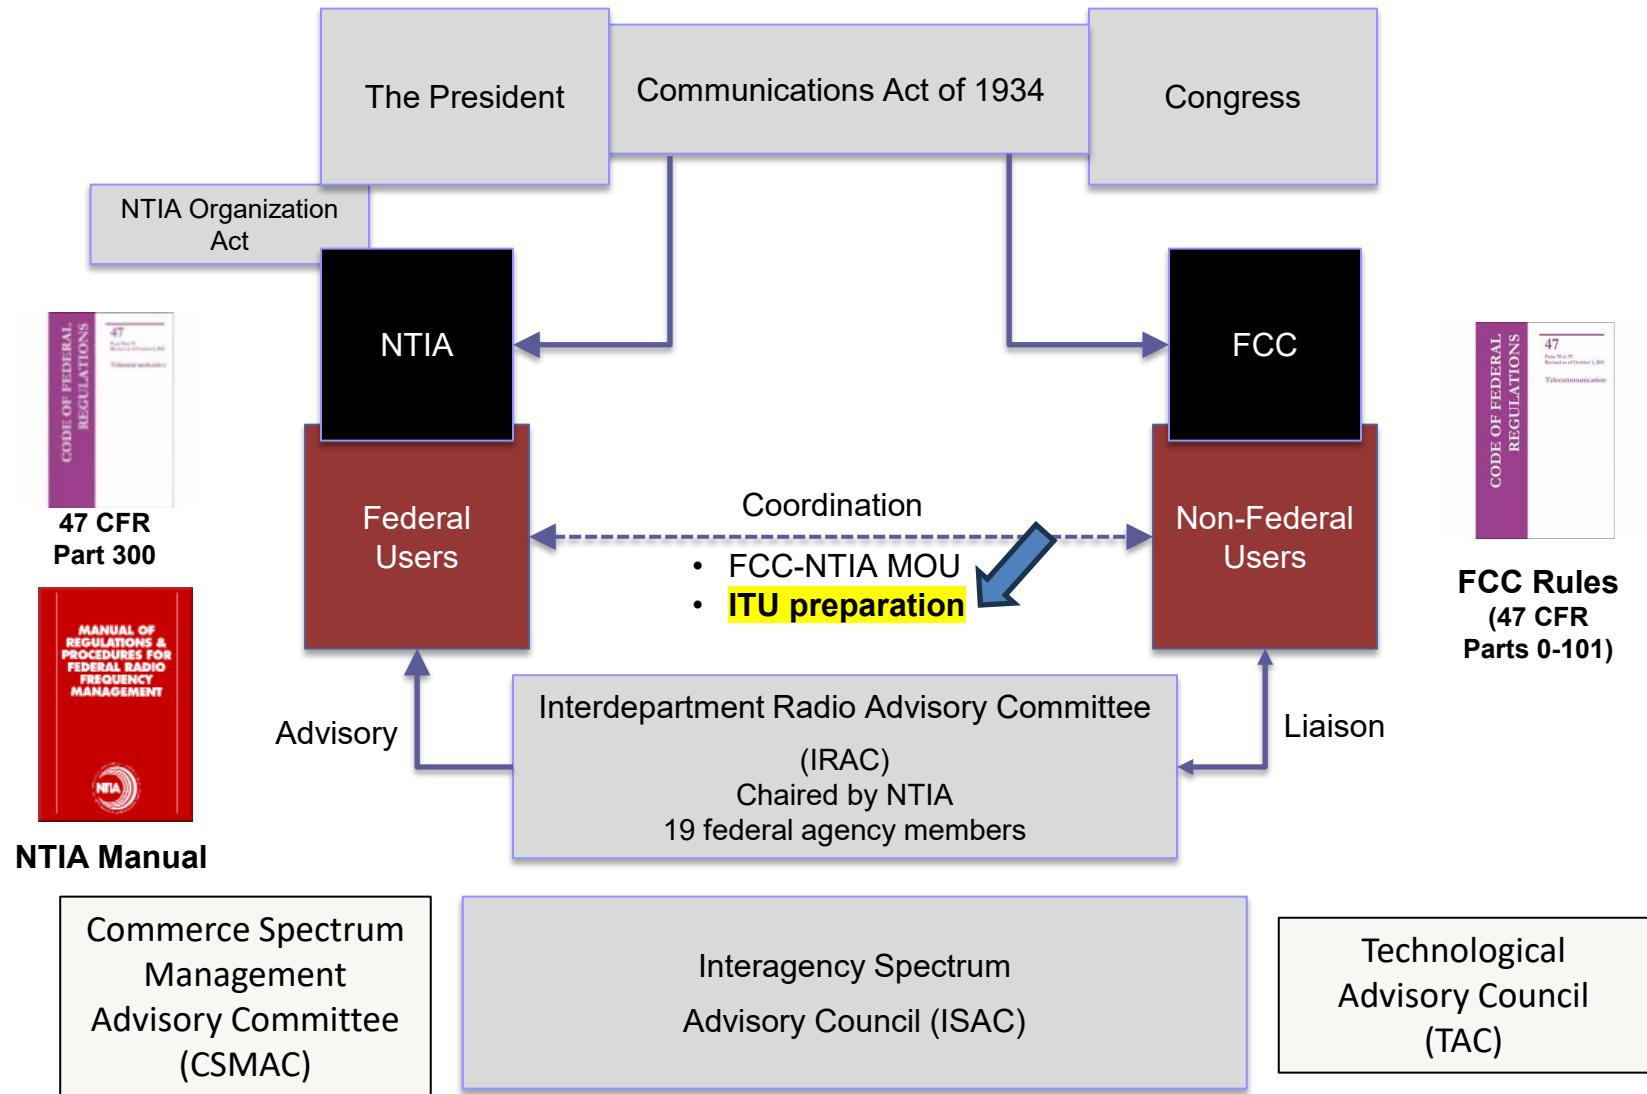 The President
Communications Act of 1934
Congress
NTIA Organization
Act
NTIA
FCC
CODE OF FEDERAL
REGULATIONS
47
47 CFR
Part 300
Federal
Users
Coordination
• FCC-NTIA MOU
• ITU preparation
Non-Federal
Users
CODE OF FEDERAL
REGULATIONS
47
Telecommunication
FCC Rules
(47 CFR
Parts 0-101)
MANUAL OF
REGULATIONS &
PROCEDURES FOR
FEDERAL RADIO
FREQUENCY
MANAGEMENT
NTIA
NTIA Manual
Advisory
Interdepartment Radio Advisory Committee
(IRAC)
Chaired by NTIA
19 federal agency members
Liaison
Commerce Spectrum
Management
Advisory Committee
(CSMAC)
Interagency Spectrum
Advisory Council (ISAC)
Technological
Advisory Council
(TAC)